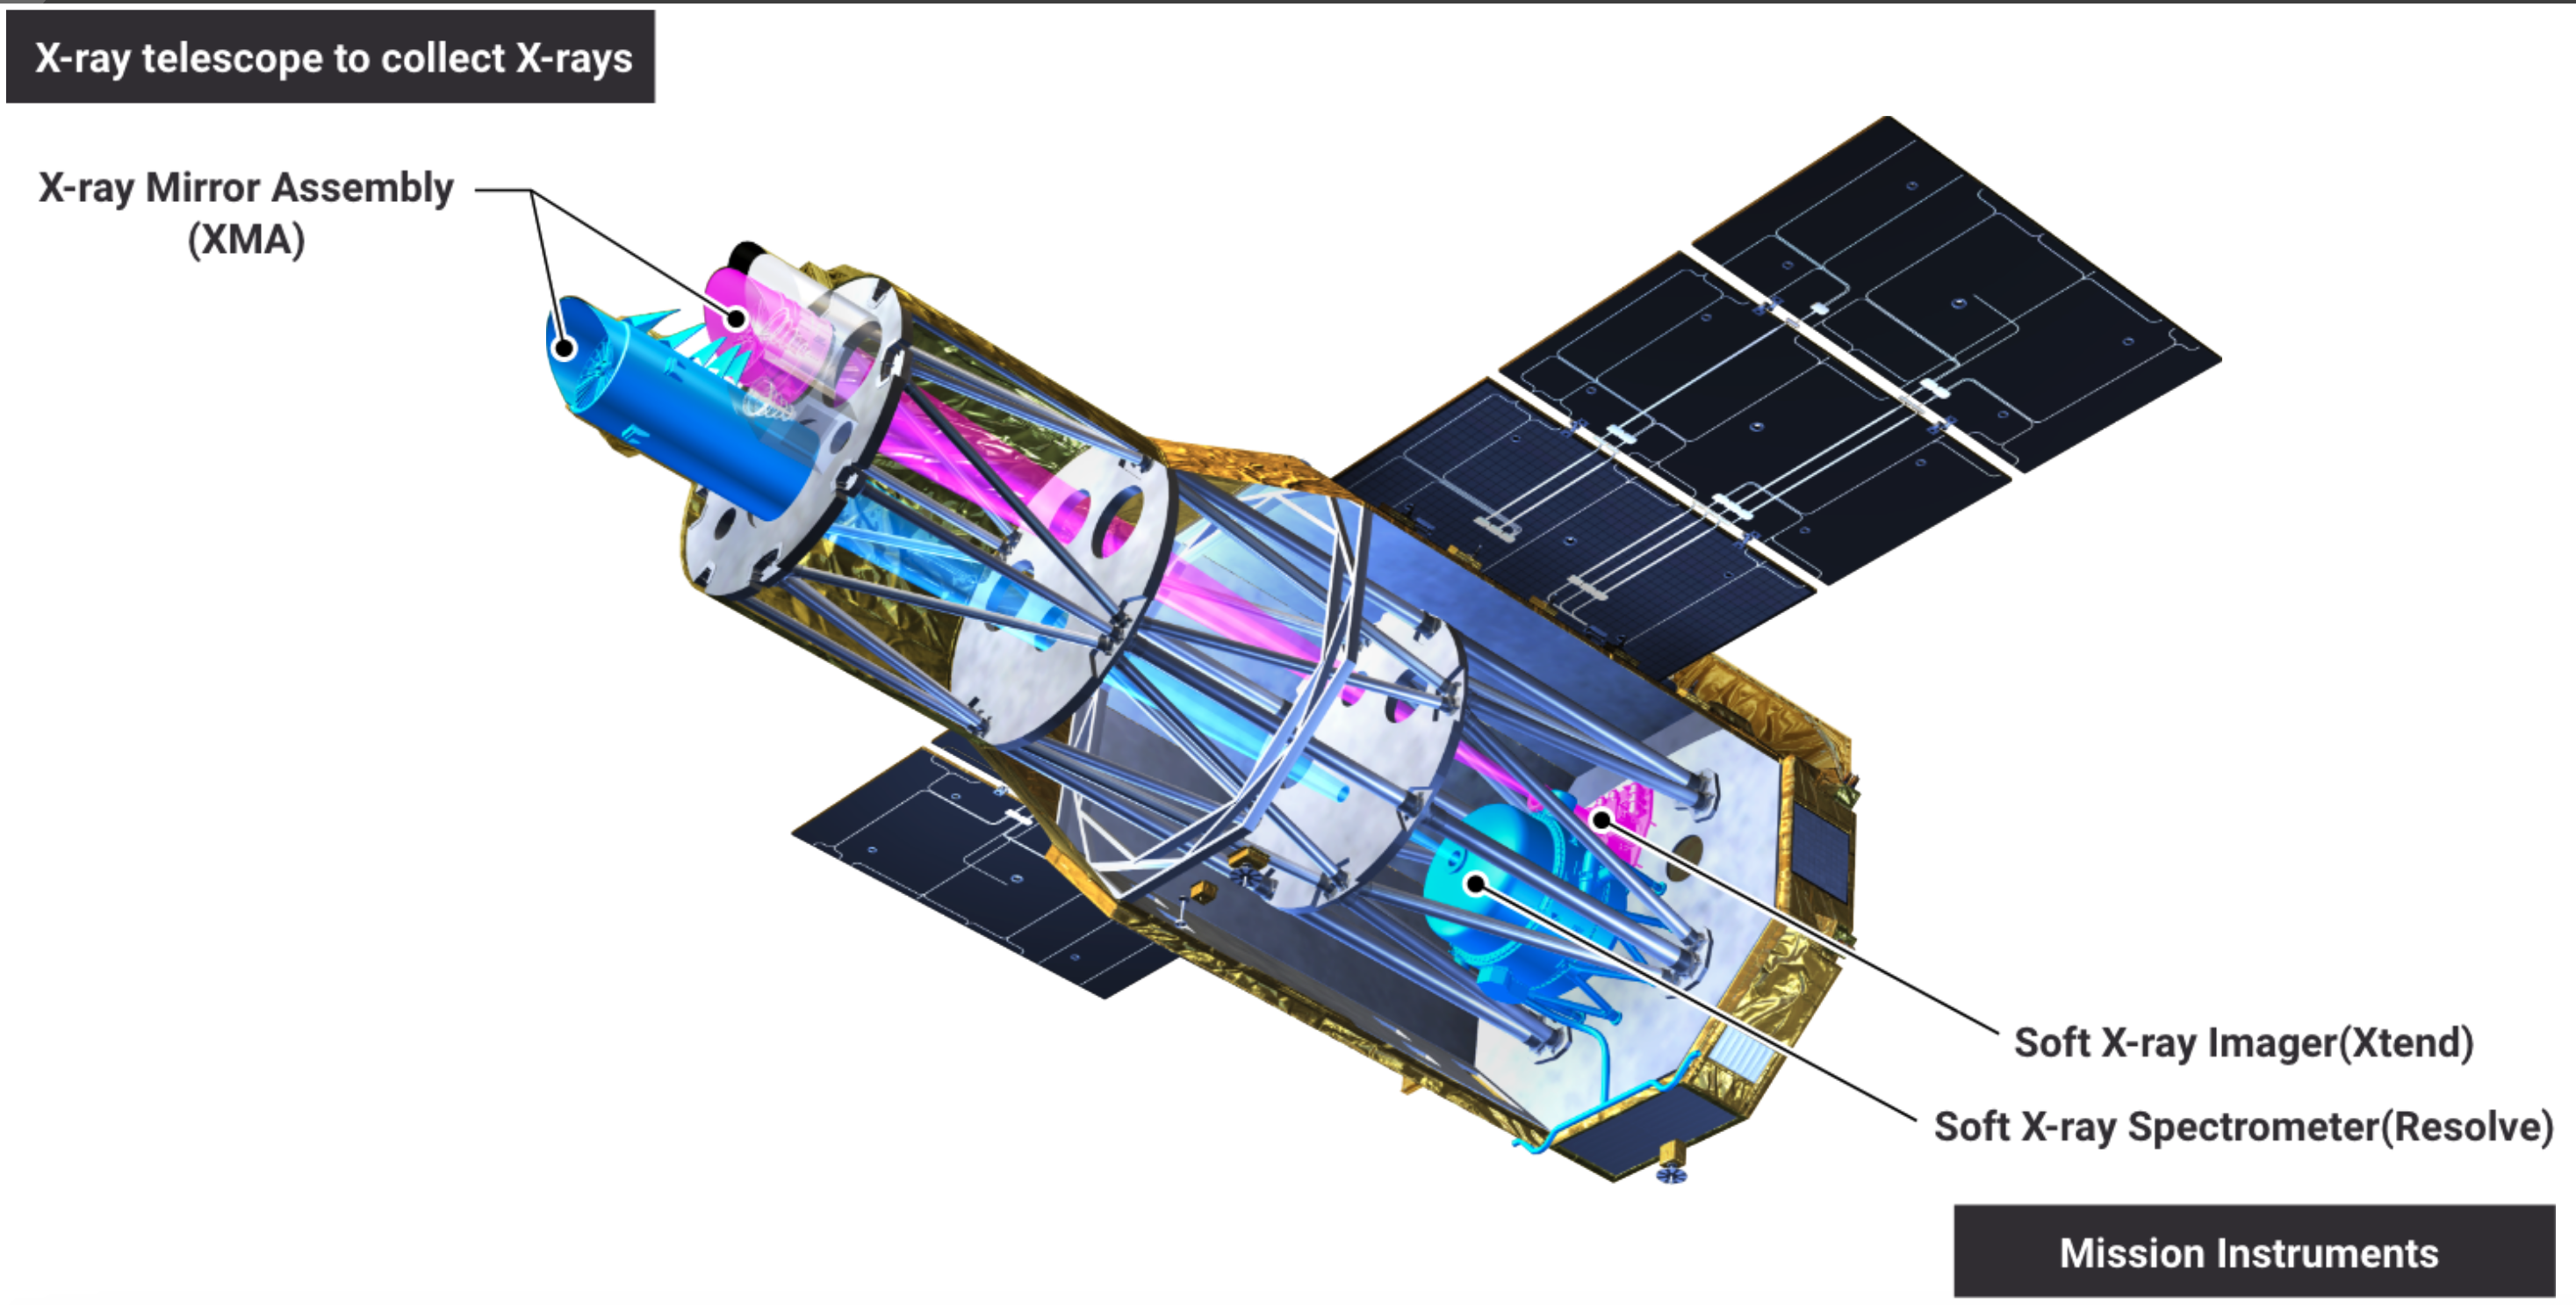 X-ray telescope to collect X-rays
X-ray Mirror Assembly
(XMA)
Soft X-ray Imager(Xtend)
Soft X-ray Spectrometer(Resolve)
Mission Instruments